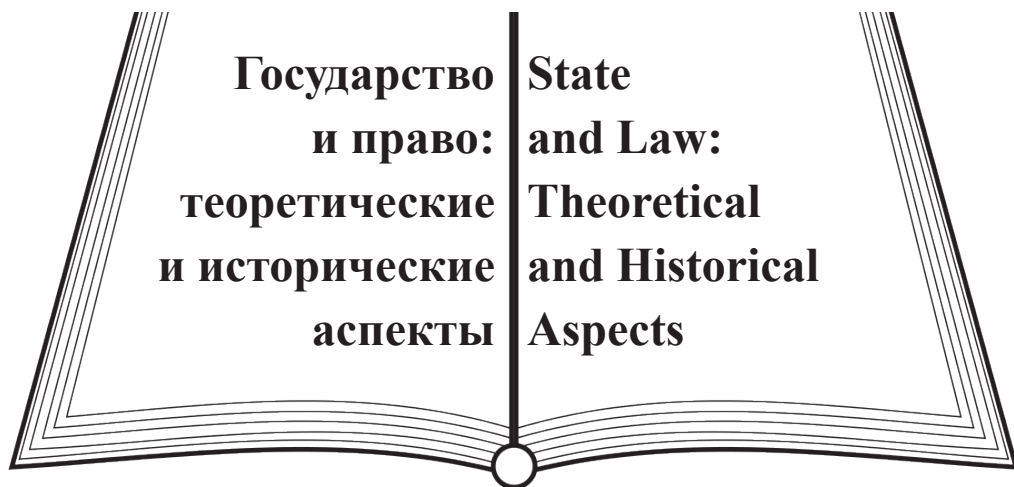 Государство
и право:
теоретические
и исторические
аспекты
State
and Law:
Theoretical
and Historical
Aspects